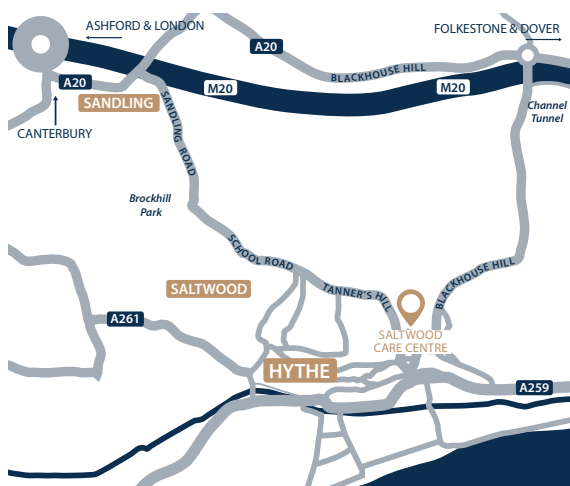 ASHFORD & LONDON
FOLKESTONE & DOVER
A20
BLACKHOUSE HILL
A20
M20
M20
SANDLING
Channel
Tunnel
CANTERBURY
SANDLING ROAD
Brockhill
Park
SCHOOL ROAD
BLACKHOUSE HILL
SALTWOOD
TANNER'S HILL
A261
SALTWOOD
CARE CENTRE
HYTHE
A259